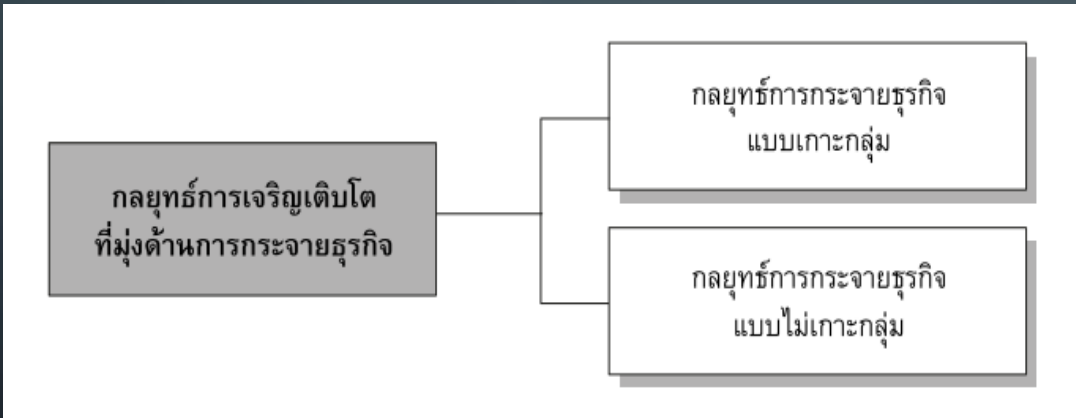 กลยุทธ์การเจริญเติบโต
ที่มุ่งด้านการกระจายธุรกิจ
กลยุทธ์การกระจายธุรกิจ
แบบเกาะกลุ่ม
กลยุทธ์การกระจายธุรกิจ
แบบไม่เกาะกลุ่ม